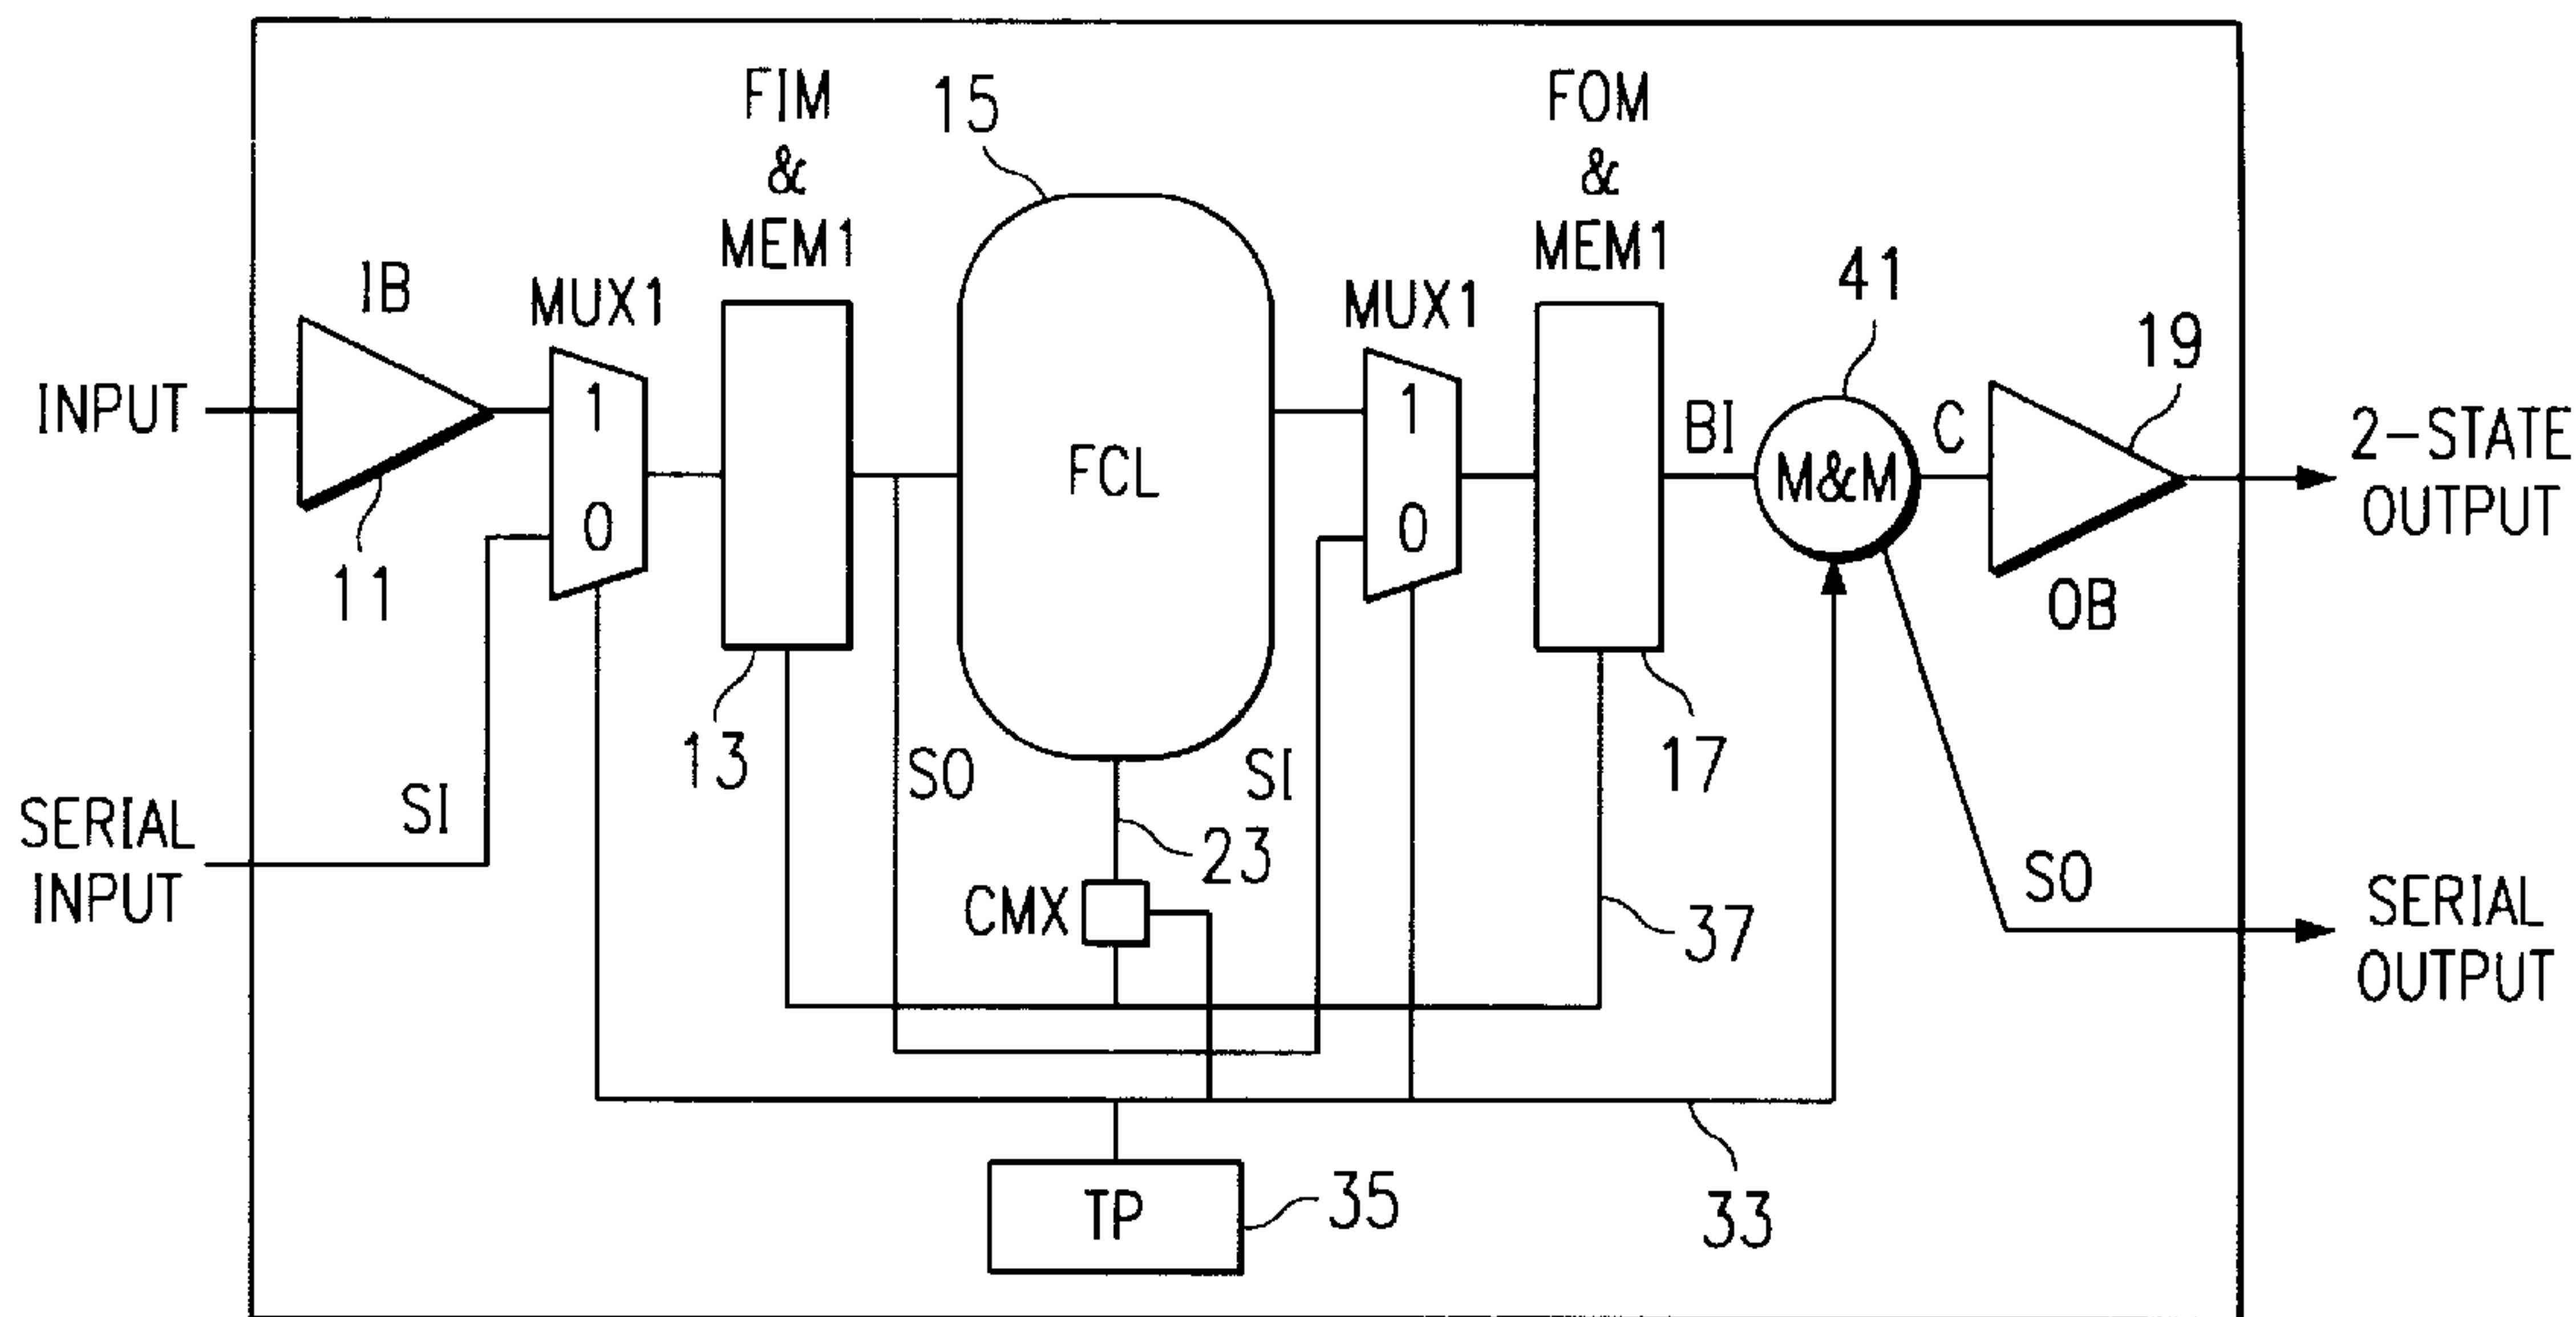 FIM
&
MEM1
15
FOM
&
MEM1
IB
MUX1
MUX1
41
19
INPUT
1
0
FCL
1
0
BI
M&M
C
2-STATE
OUTPUT
11
OB
13
SO
SI
17
SI
SERIAL
INPUT
23
CMX
37
SO
SERIAL
OUTPUT
TP
35
33